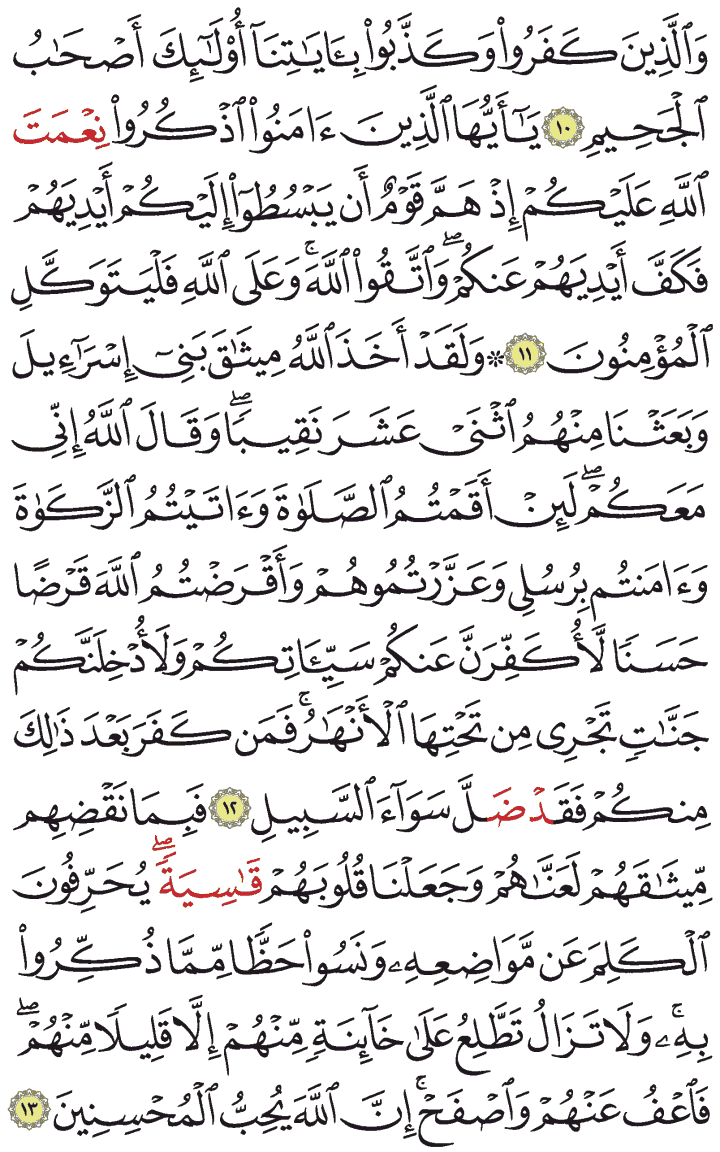 وَٱلَّذِينَ كَفَرُوا۟ وَكَذَّبُوا۟ بِـَٔايَـٰتِنَآ أُو۟لَـٰٓئِكَ أَصْحَـٰبُ
ٱلْجَحِيمِ ١٠ يَـٰٓأَيُّهَا ٱلَّذِينَ ءَامَنُوا۟ ٱذْكُرُوا۟ نِعْمَتَ
ٱللَّهِ عَلَيْكُمْ إِذْ هَمَّ قَوْمٌ أَن يَبْسُطُوٓا۟ إِلَيْكُمْ أَيْدِيَهُمْ
فَكَفَّ أَيْدِيَهُمْ عَنكُمْ ۖ وَٱتَّقُوا۟ ٱللَّهَ ۚ وَعَلَى ٱللَّهِ فَلْيَتَوَكَّلِ
ٱلْمُؤْمِنُونَ ١١ * وَلَقَدْ أَخَذَ ٱللَّهُ مِيثَـٰقَ بَنِىٓ إِسْرَٰٓءِيلَ
وَبَعَثْنَا مِنْهُمُ ٱثْنَىْ عَشَرَ نَقِيبًا ۖ وَقَالَ ٱللَّهُ إِنِّى
مَعَكُمْ ۖ لَئِنْ أَقَمْتُمُ ٱلصَّلَوٰةَ وَءَاتَيْتُمُ ٱلزَّكَوٰةَ
وَءَامَنتُم بِرُسُلِى وَعَزَّرْتُمُوهُمْ وَأَقْرَضْتُمُ ٱللَّهَ قَرْضًا
حَسَنًا لَّأُكَفِّرَنَّ عَنكُمْ سَيِّـَٔاتِكُمْ وَلَأُدْخِلَنَّكُمْ
جَنَّـٰتٍ تَجْرِى مِن تَحْتِهَا ٱلْأَنْهَـٰرُ ۚ فَمَن كَفَرَ بَعْدَ ذَٰلِكَ
مِنكُمْ فَقَدْ ضَلَّ سَوَآءَ ٱلسَّبِيلِ ١٢ فَبِمَا نَقْضِهِم
مِّيثَـٰقَهُمْ لَعَنَّـٰهُمْ وَجَعَلْنَا قُلُوبَهُمْ قَـٰسِيَةً ۖ يُحَرِّفُونَ
ٱلْكَلِمَ عَن مَّوَاضِعِهِۦ وَنَسُوا۟ حَظًّا مِّمَّا ذُكِّرُوا۟
بِهِۦ ۚ وَلَا تَزَالُ تَطَّلِعُ عَلَىٰ خَآئِنَةٍ مِّنْهُمْ إِلَّا قَلِيلًا مِّنْهُمْ ۖ
فَٱعْفُ عَنْهُمْ وَٱصْفَحْ ۚ إِنَّ ٱللَّهَ يُحِبُّ ٱلْمُحْسِنِينَ ١٣